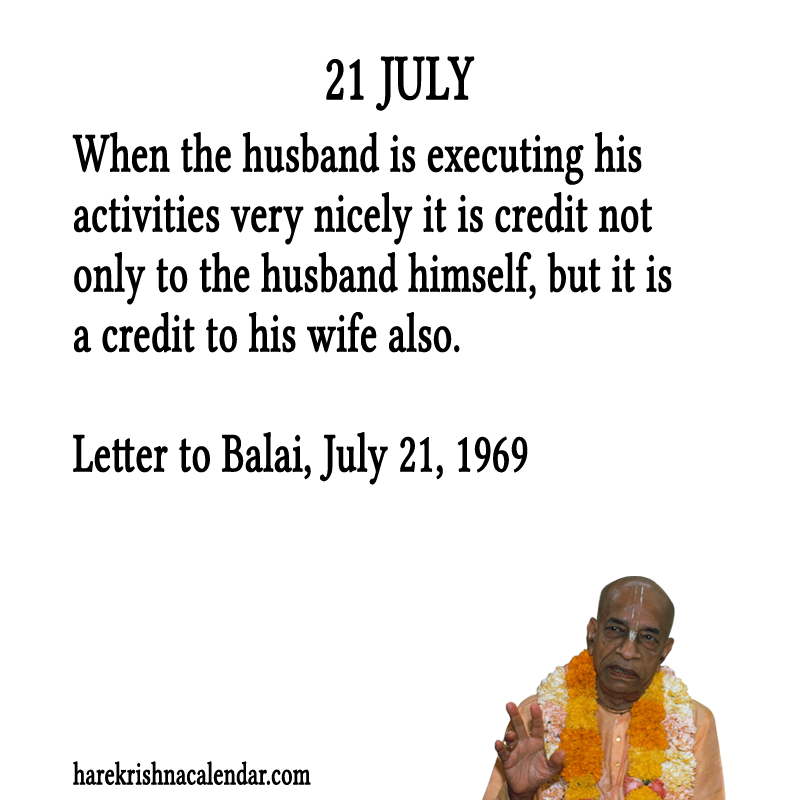 21 JULY
When the husband is executing his
activities very nicely it is credit not
only to the husband himself, but it is
a credit to his wife also.
Letter to Balai, July 21, 1969
harekrishnacalendar.com